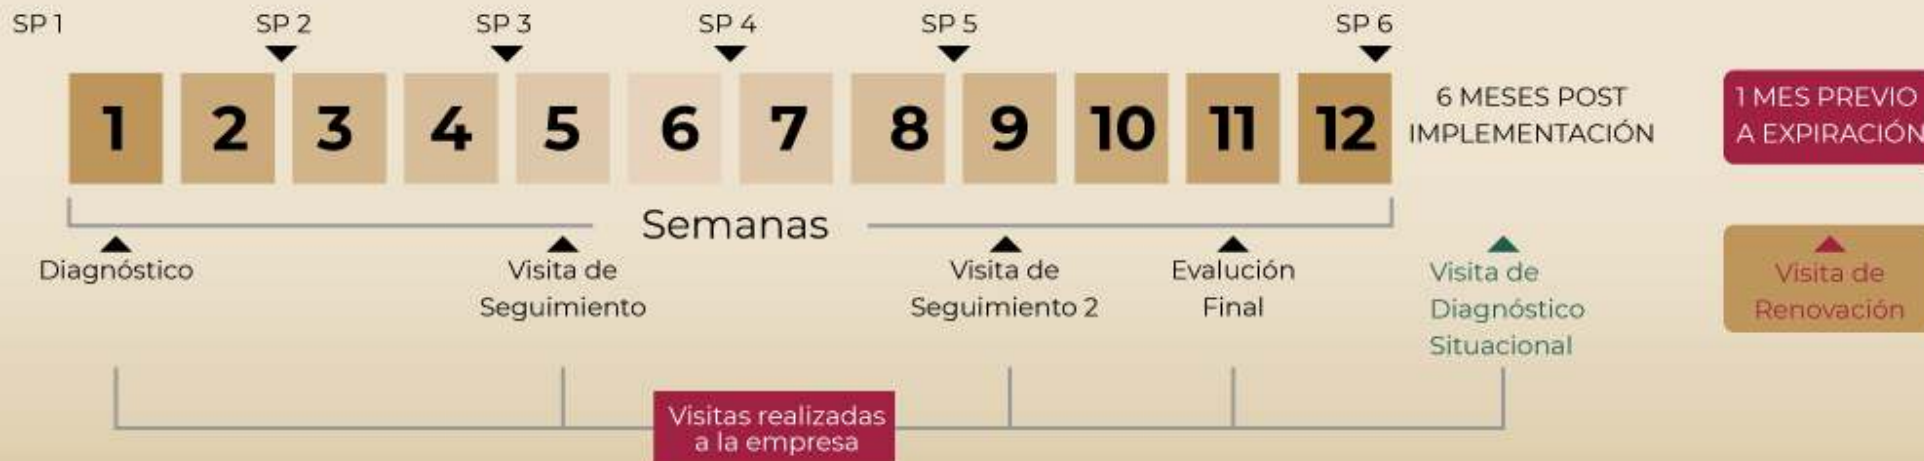 SP 1
SP 2
SP 3
SP 4
SP 5
SP 6
1
2
3
4
5
6
7
8
9
10
11
12
6 MESES POST
IMPLEMENTACIÓN
1 MES PREVIO
A EXPIRACIÓN
Semanas
Diagnóstico
Visita de
Seguimiento
Visita de
Seguimiento 2
Evalución
Final
Visita de
Diagnóstico
Situacional
Visita de
Renovación
Visitas realizadas
a la empresa